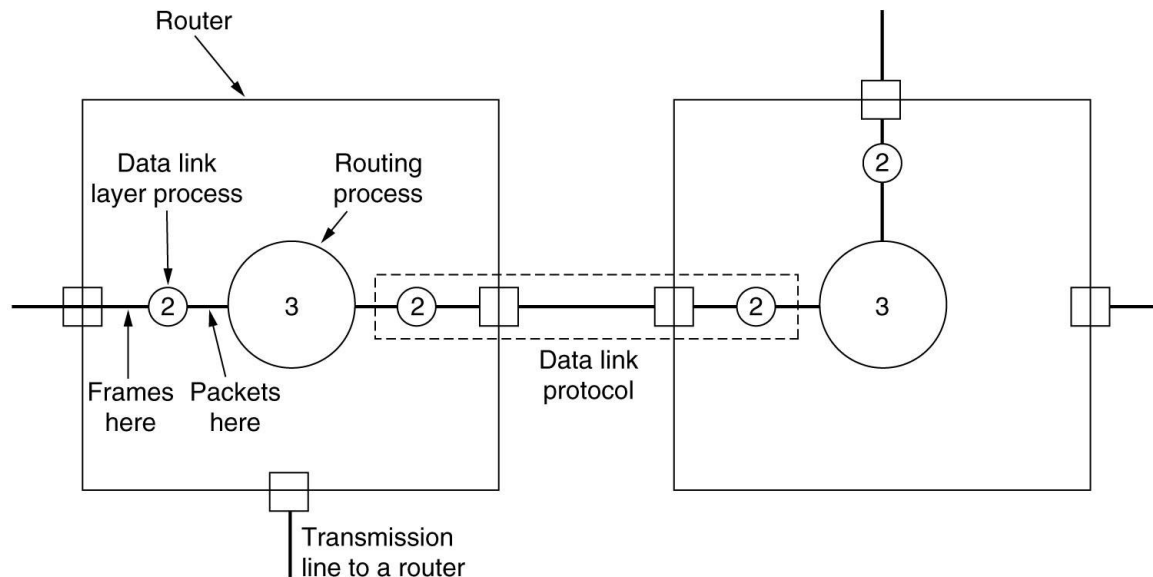 Router
Data link
layer process
Routing
process
2
2
3
2
2
3
Frames
here
Packets
here
Data link
protocol
Transmission
line to a router